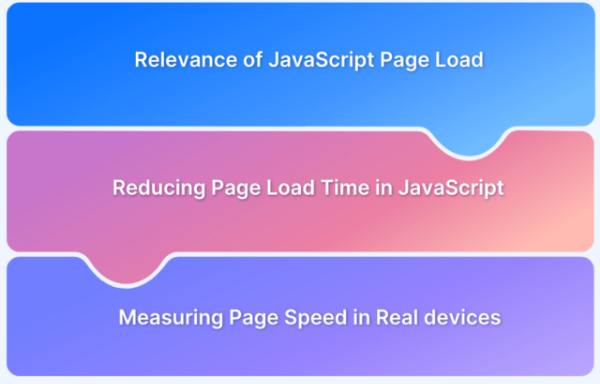 Relevance of JavaScript Page Load
Reducing Page Load Time in JavaScript
Measuring Page Speed in Real devices